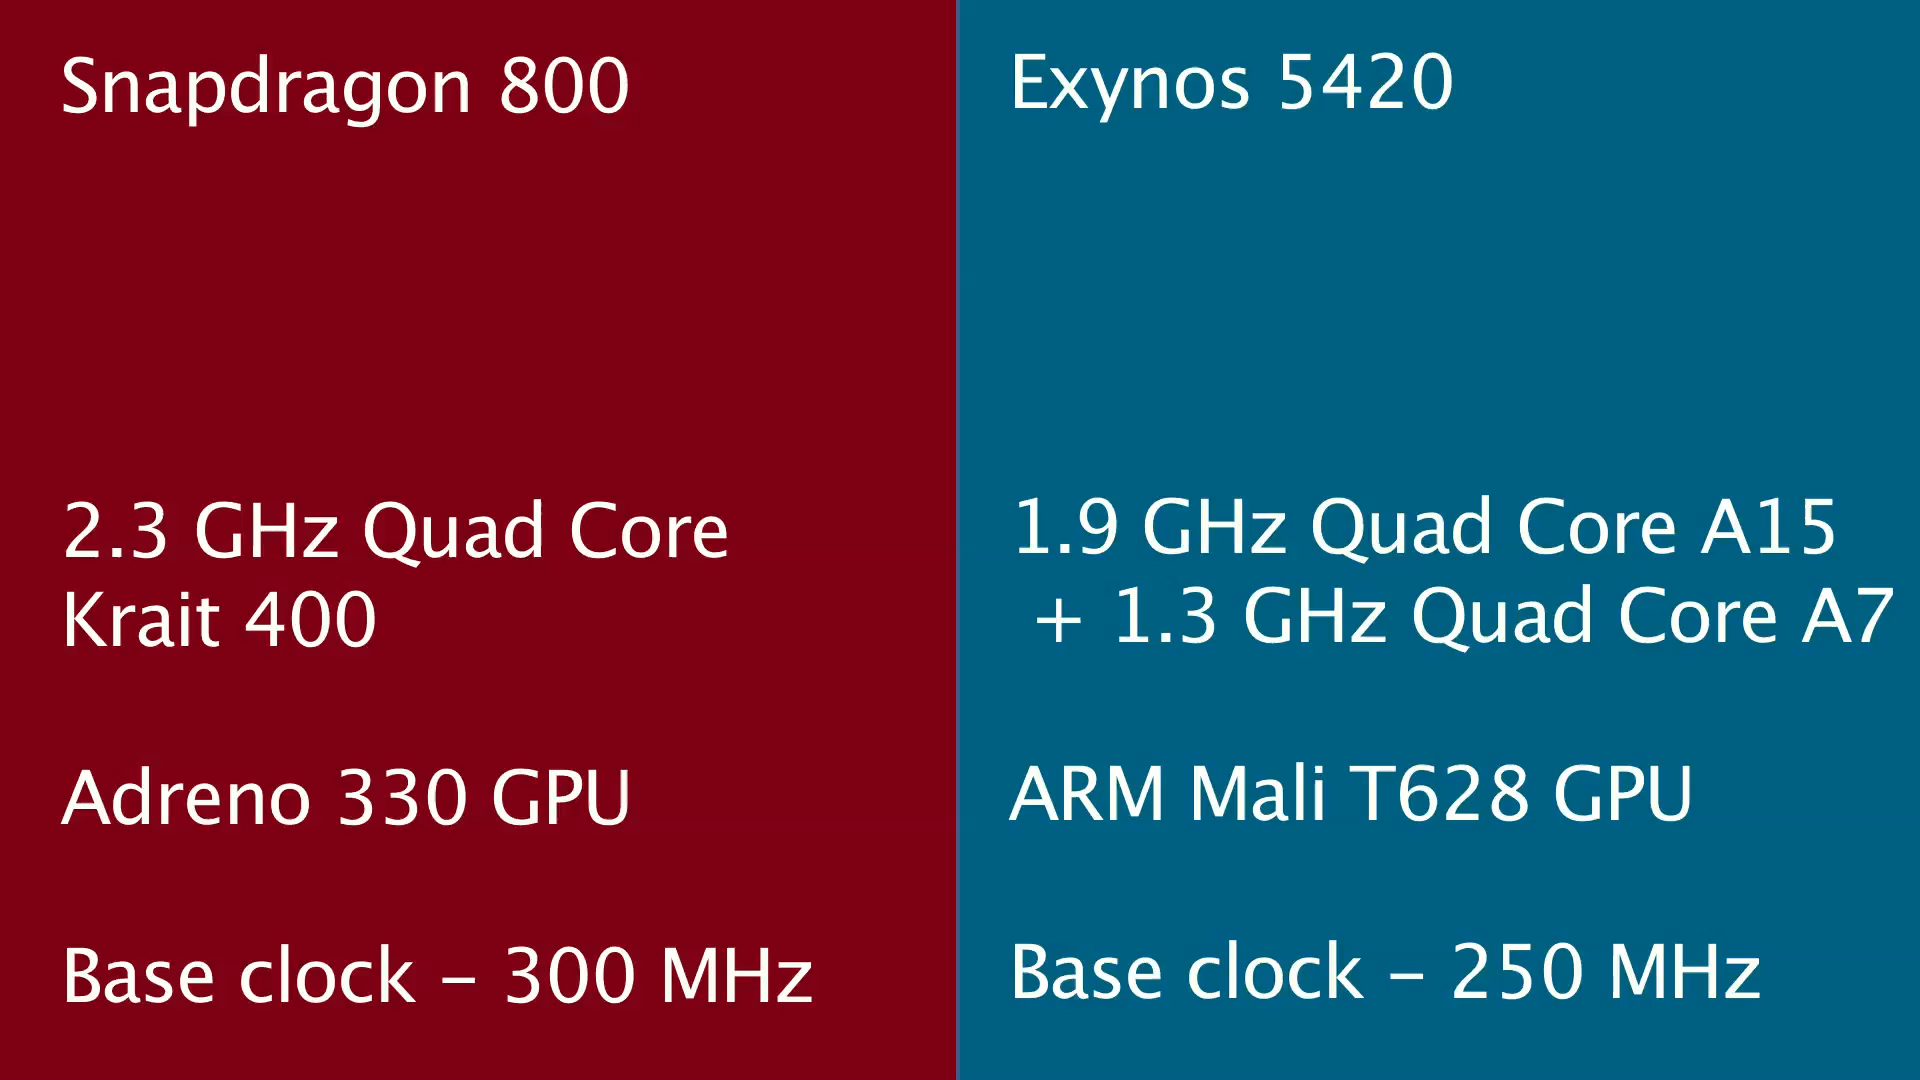 Snapdragon 800
2.3 GHz Quad Core
Krait 400
Adreno 330 GPU
Base clock – 300 MHz
Exynos 5420
1.9 GHz Quad Core A15
+ 1.3 GHz Quad Core A7
ARM Mali T628 GPU
Base clock – 250 MHz